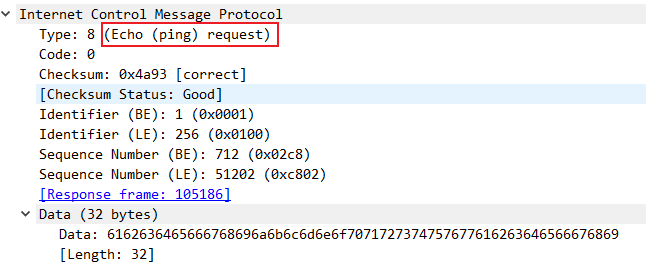 Internet Control Message Protocol
Type: 8 (Echo (ping) request)
Code: 0
Checksum: 0x4a93 [correct]
[Checksum Status: Good]
Identifier (BE): 1 (0x0001)
Identifier (LE): 256 (0x0100)
Sequence Number (BE): 712 (0x02c8)
Sequence Number (LE): 51202 (0xc802)
[Response frame: 105186]
Data (32 bytes)
Data: 6162636465666768696a6b6c6d6e6f7071727374757677616263646566676869
[Length: 32]